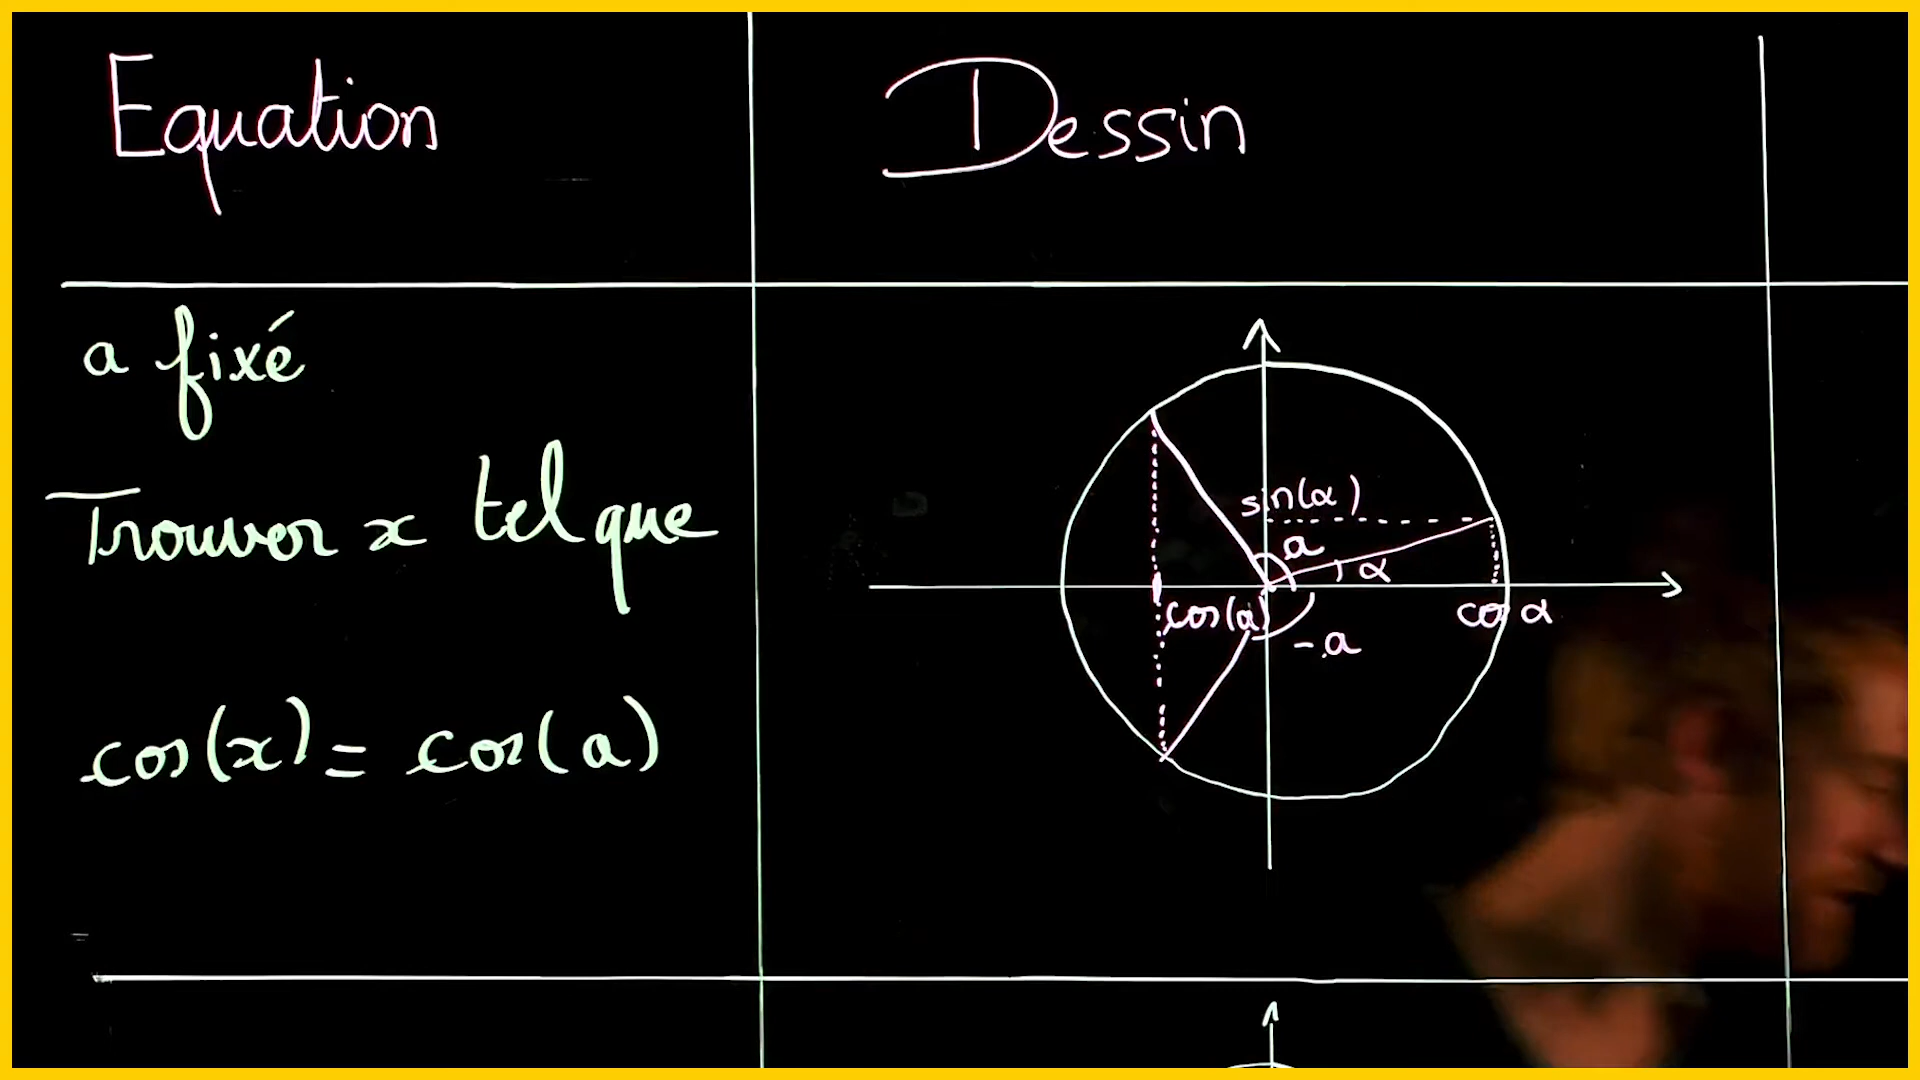 Equation
Dessin
a fixé
Trouver x tel que
cos(x) = cos(a)
sin(α)
a
α
cos(a)
cos α
-a